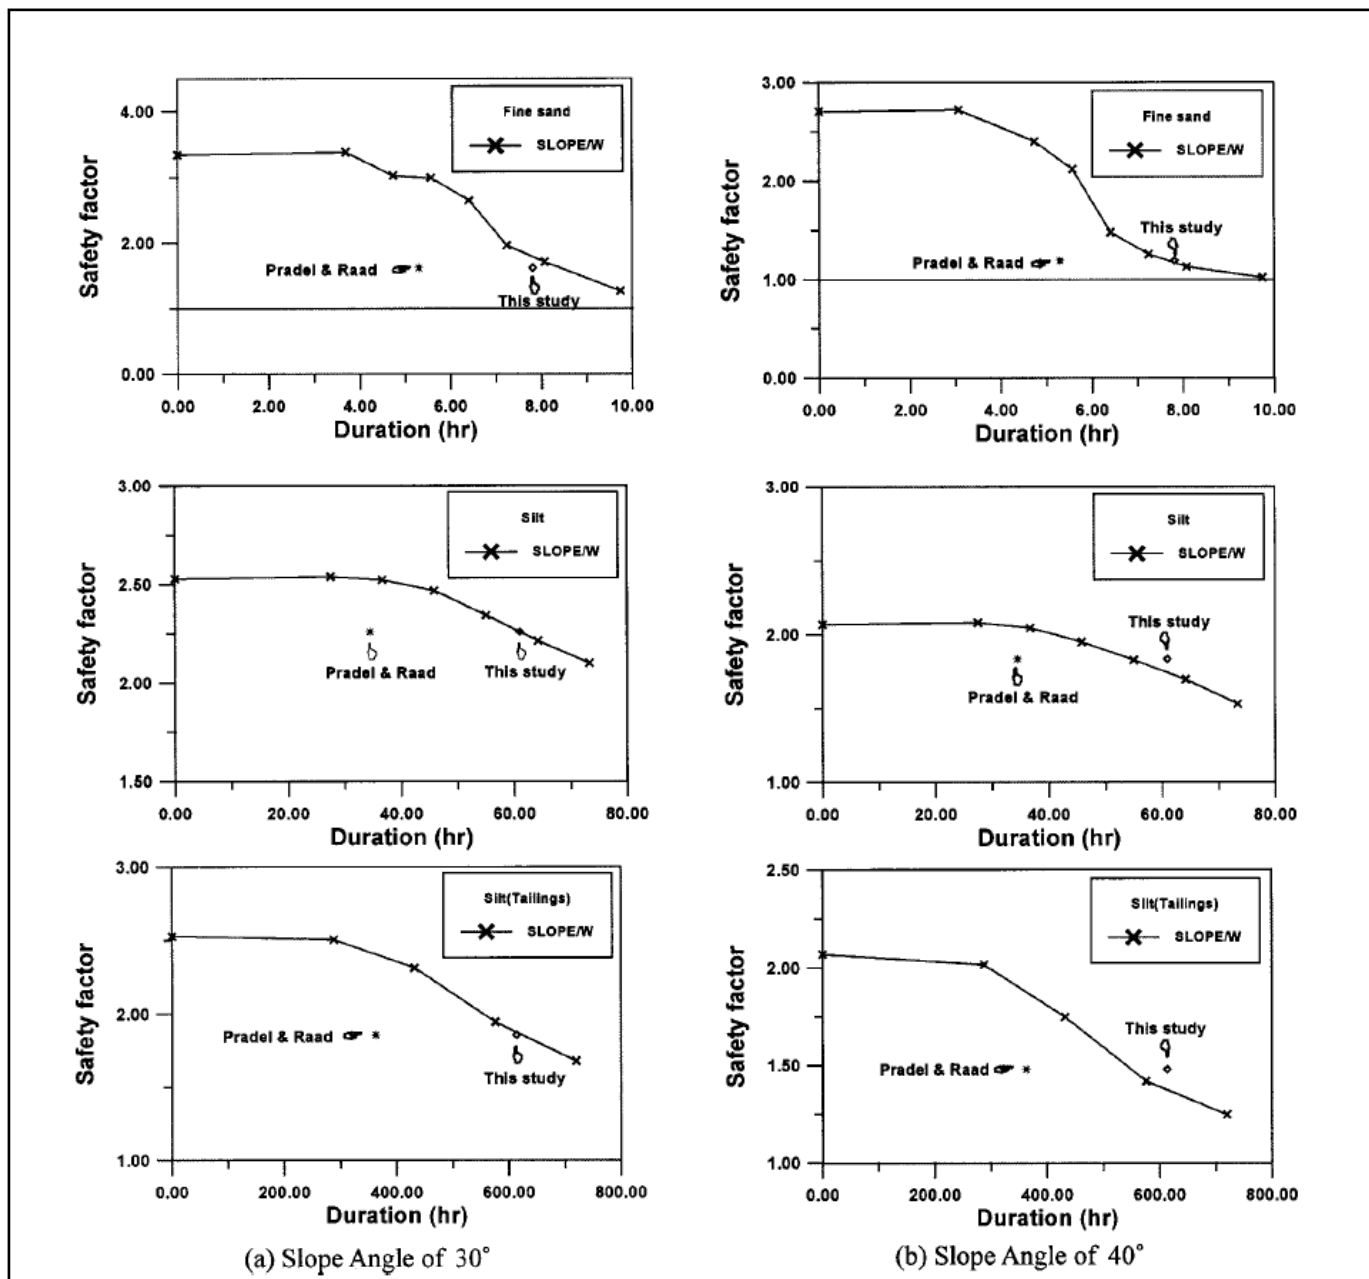 Fine sand
SLOPE/W
4.00
2.00
0.00
Safety factor
Pradel & Raad
This study
0.00 2.00 4.00 6.00 8.00 10.00
Duration (hr)
3.00
2.00
1.00
0.00
Safety factor
Fine sand
SLOPE/W
This study
Pradel & Raad
0.00 2.00 4.00 6.00 8.00 10.00
Duration (hr)
3.00
2.50
2.00
1.50
Safety factor
Silt
SLOPE/W
Pradel & Raad
This study
0.00 20.00 40.00 60.00 80.00
Duration (hr)
3.00
2.00
1.00
Safety factor
Silt
SLOPE/W
This study
Pradel & Raad
0.00 20.00 40.00 60.00 80.00
Duration (hr)
3.00
2.00
1.00
Safety factor
Silt(Tailings)
SLOPE/W
Pradel & Raad
This study
0.00 200.00 400.00 600.00 800.00
Duration (hr)
(a) Slope Angle of 30°
2.50
2.00
1.50
1.00
Safety factor
Silt(Tailings)
SLOPE/W
This study
Pradel & Raad
0.00 200.00 400.00 600.00 800.00
Duration (hr)
(b) Slope Angle of 40°